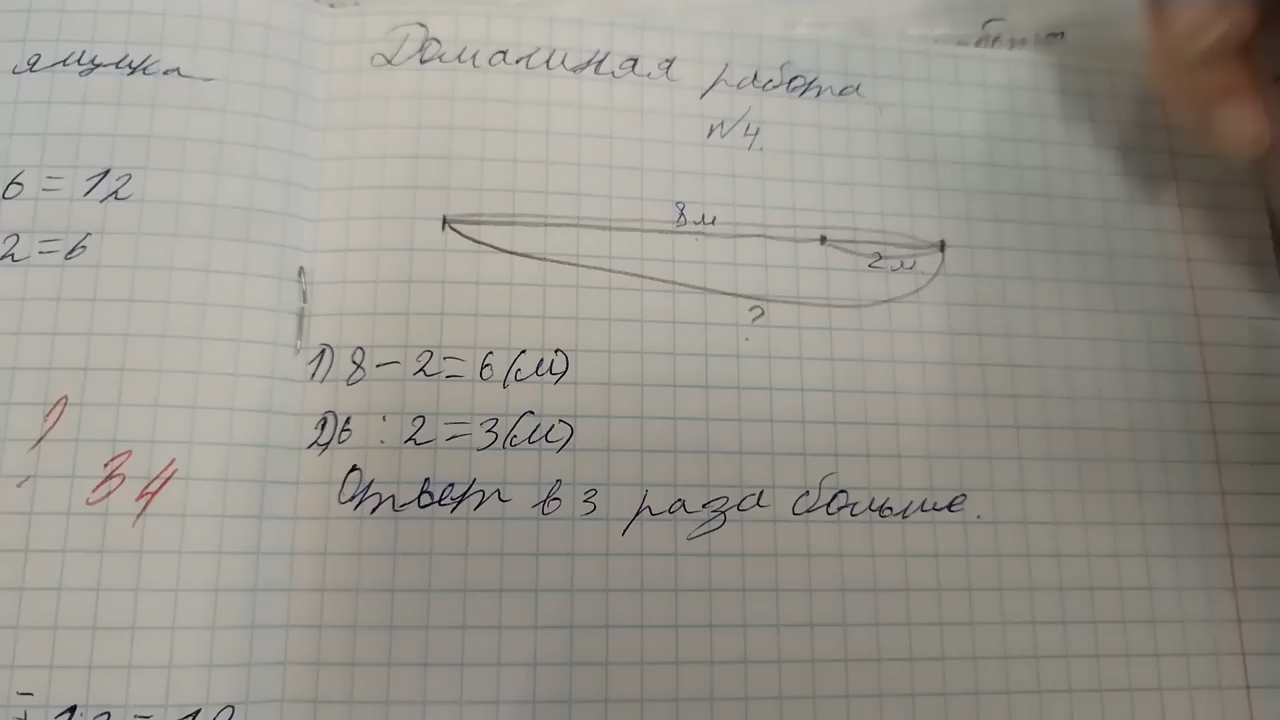 ящика
6 = 12
2 = 6
34
Домашняя работа
№4.
8м
2м.
?
1) 8 - 2 = 6 (м)
2) 6 : 2 = 3 (м)
Ответ в 3 раза больше.